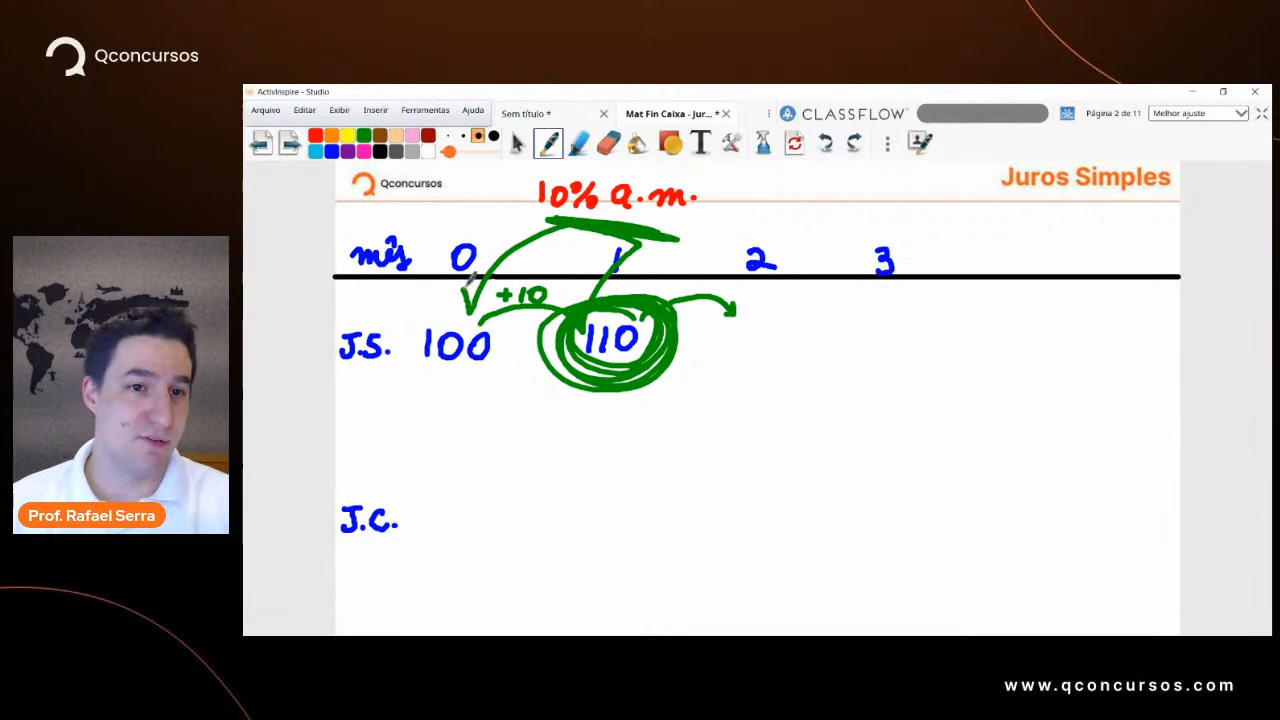 Qconcursos
ActivInspire - Studio
Arquivo Editar Exibir Inserir Ferramentas Ajuda
Sem título *
Mat Fin Caixa - Jur... *
CLASSFLOW
Página 2 de 11
Melhor ajuste
Qconcursos
Juros Simples
10% a.m.
mês 0 1 2 3
+10
J.S. 100 110
J.C.
Prof. Rafael Serra
www.qconcursos.com